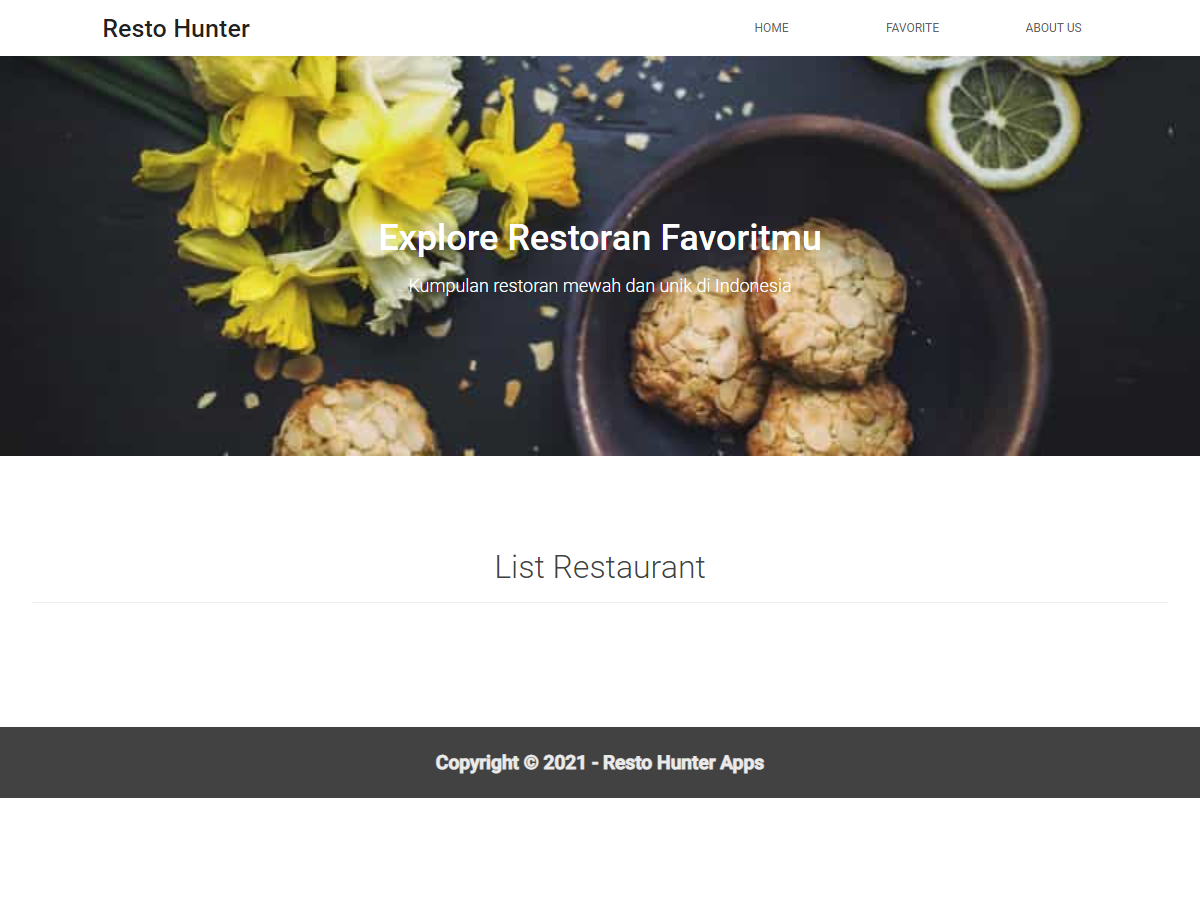 Resto Hunter
HOME
FAVORITE
ABOUT US
Explore Restoran Favoritmu
Kumpulan restoran mewah dan unik di Indonesia
List Restaurant
Copyright © 2021 - Resto Hunter Apps